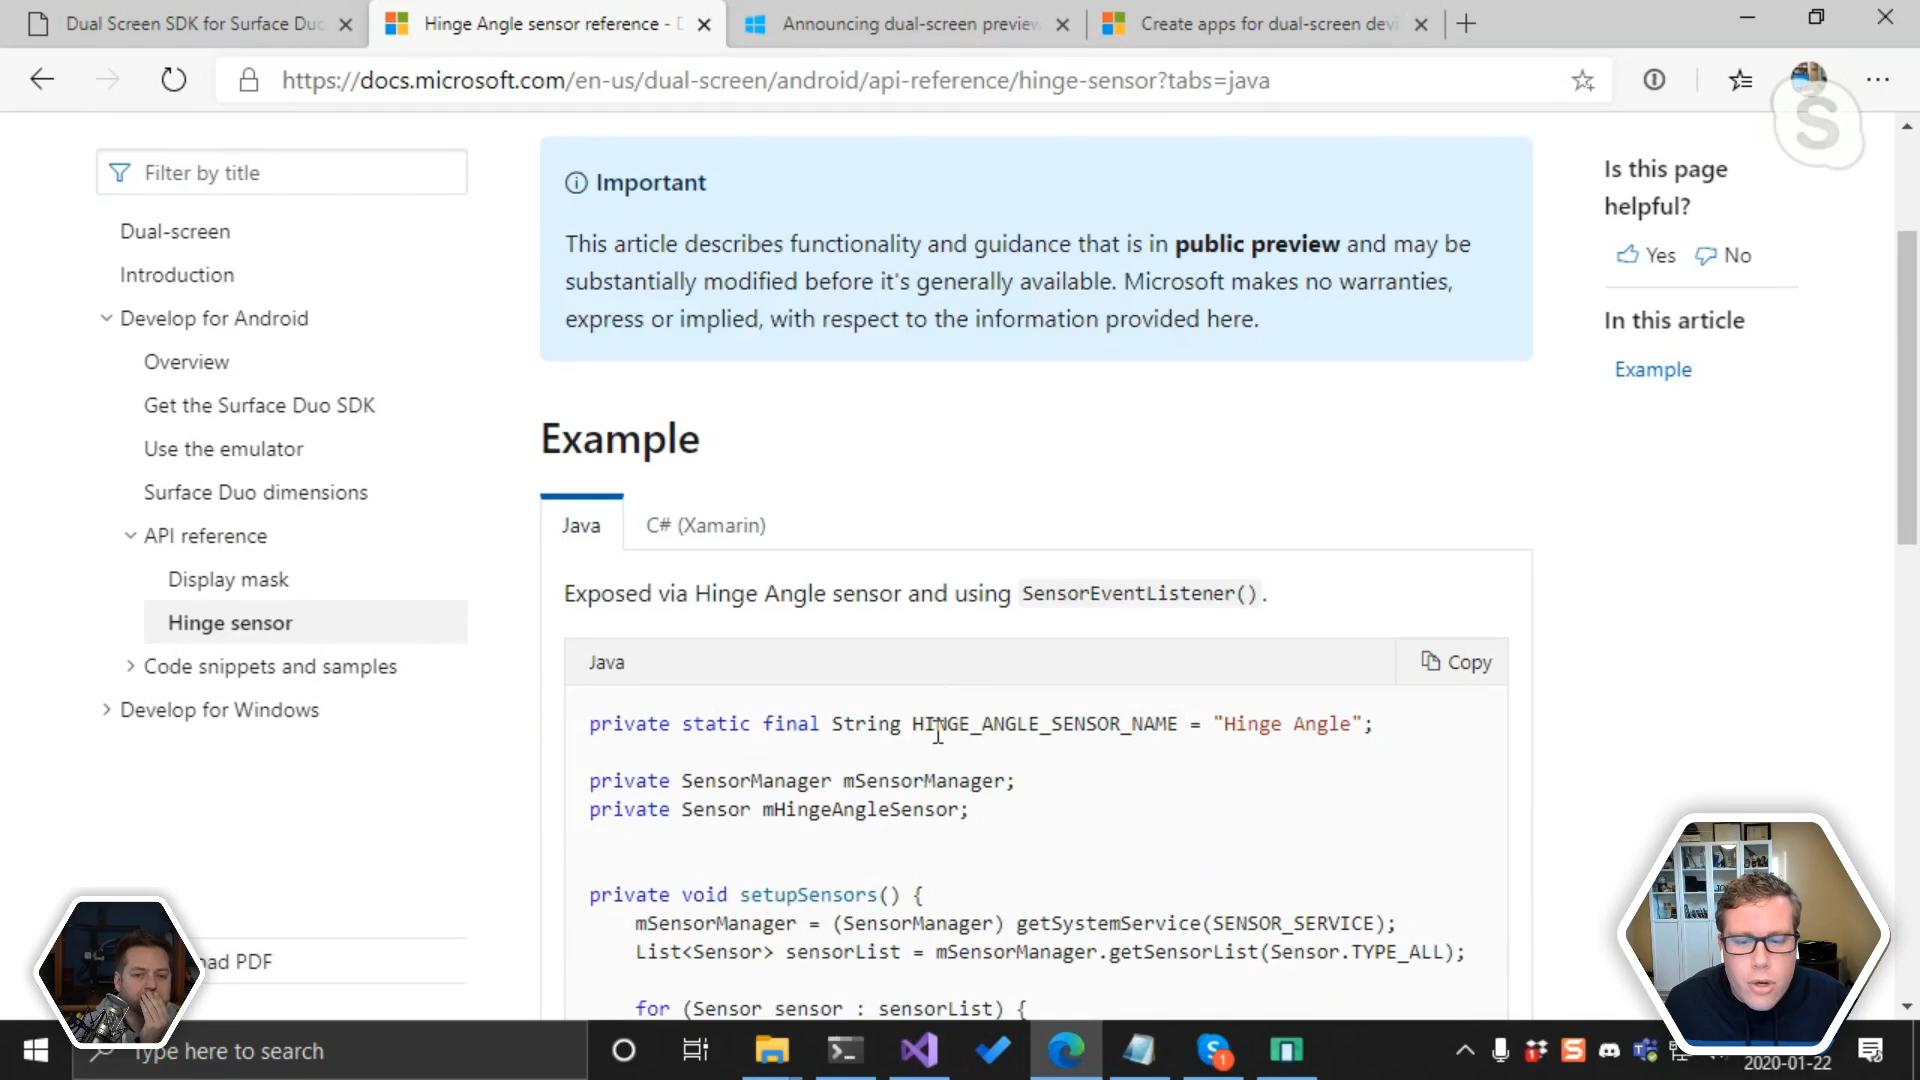 Dual Screen SDK for Surface Duo
Hinge Angle sensor reference - D
Announcing dual-screen preview
Create apps for dual-screen devi
https://docs.microsoft.com/en-us/dual-screen/android/api-reference/hinge-sensor?tabs=java
Filter by title
Dual-screen
Introduction
Develop for Android
Overview
Get the Surface Duo SDK
Use the emulator
Surface Duo dimensions
API reference
Display mask
Hinge sensor
Code snippets and samples
Develop for Windows
oad PDF
Important
This article describes functionality and guidance that is in public preview and may be
substantially modified before it's generally available. Microsoft makes no warranties,
express or implied, with respect to the information provided here.
Example
Java
C# (Xamarin)
Exposed via Hinge Angle sensor and using SensorEventListener().
Java
Copy
private static final String HINGE_ANGLE_SENSOR_NAME = "Hinge Angle";
private SensorManager mSensorManager;
private Sensor mHingeAngleSensor;
private void setupSensors() {
mSensorManager = (SensorManager) getSystemService(SENSOR_SERVICE);
List<Sensor> sensorList = mSensorManager.getSensorList(Sensor.TYPE_ALL);
for (Sensor sensor : sensorList) {
Is this page
helpful?
Yes
No
In this article
Example
S
Type here to search
1
2020-01-22